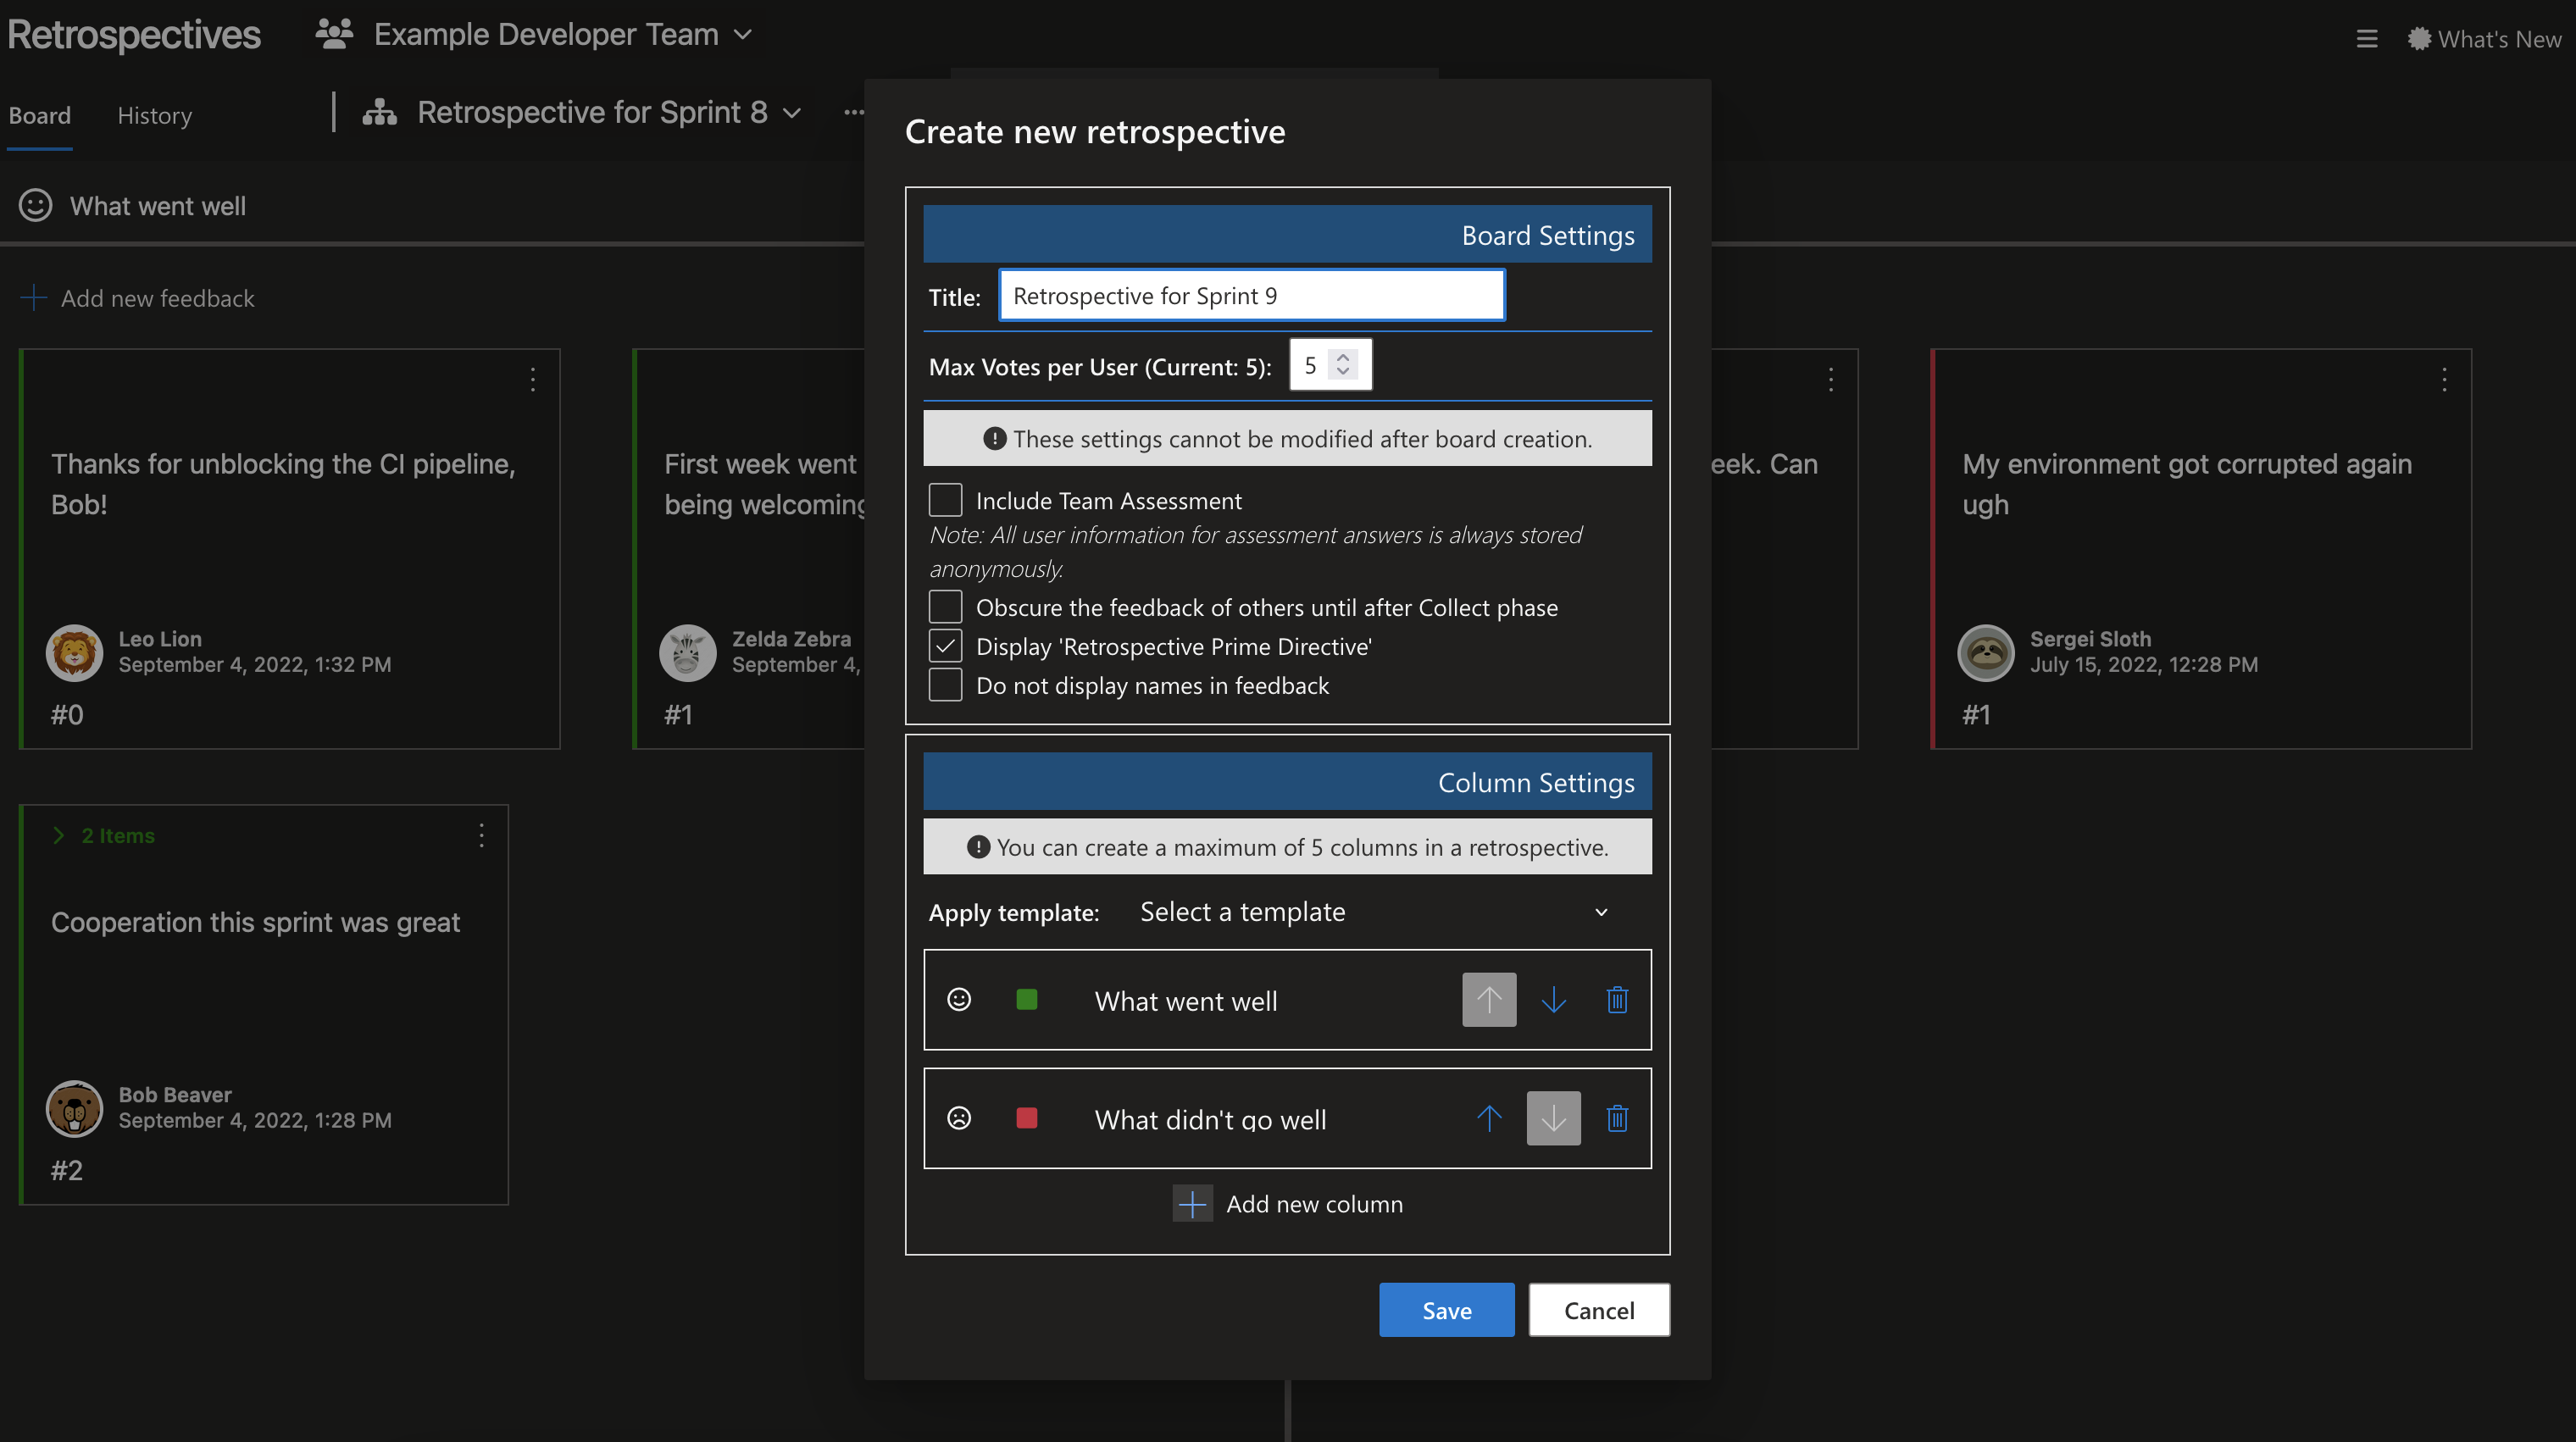 Retrospectives
Example Developer Team
What's New
Board
History
Retrospective for Sprint 8
What went well
Add new feedback
Thanks for unblocking the CI pipeline,
Bob!
Leo Lion
September 4, 2022, 1:32 PM
#0
First week went
being welcoming
Zelda Zebra
September 4,
#1
2 Items
Cooperation this sprint was great
Bob Beaver
September 4, 2022, 1:28 PM
#2
Create new retrospective
Board Settings
Title: Retrospective for Sprint 9
Max Votes per User (Current: 5): 5
These settings cannot be modified after board creation.
Include Team Assessment
Note: All user information for assessment answers is always stored
anonymously.
Obscure the feedback of others until after Collect phase
Display 'Retrospective Prime Directive'
Do not display names in feedback
Column Settings
You can create a maximum of 5 columns in a retrospective.
Apply template: Select a template
What went well
What didn't go well
Add new column
Save
Cancel
eek. Can
My environment got corrupted again
ugh
Sergei Sloth
July 15, 2022, 12:28 PM
#1